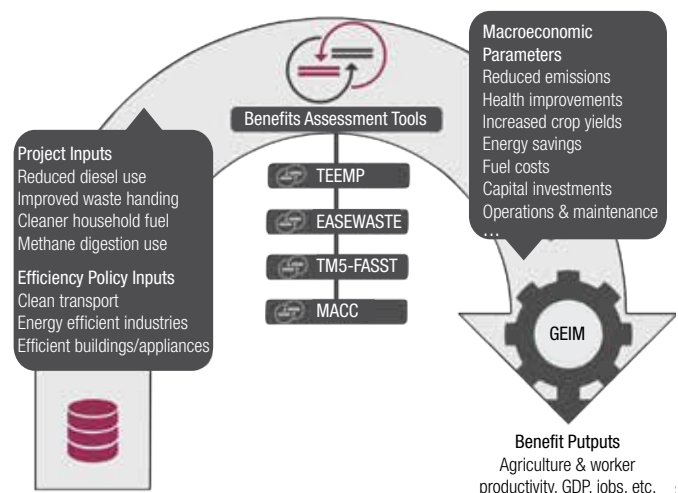 Project Inputs
Reduced diesel use
Improved waste handing
Cleaner household fuel
Methane digestion use
Efficiency Policy Inputs
Clean transport
Energy efficient industries
Efficient buildings/appliances
Benefits Assessment Tools
TEEMP
EASEWASTE
TM5-FASST
MACC
Macroeconomic
Parameters
Reduced emissions
Health improvements
Increased crop yields
Energy savings
Fuel costs
Capital investments
Operations & maintenance
...
GEIM
Benefit Putputs
Agriculture & worker
productivity, GDP, jobs, etc.